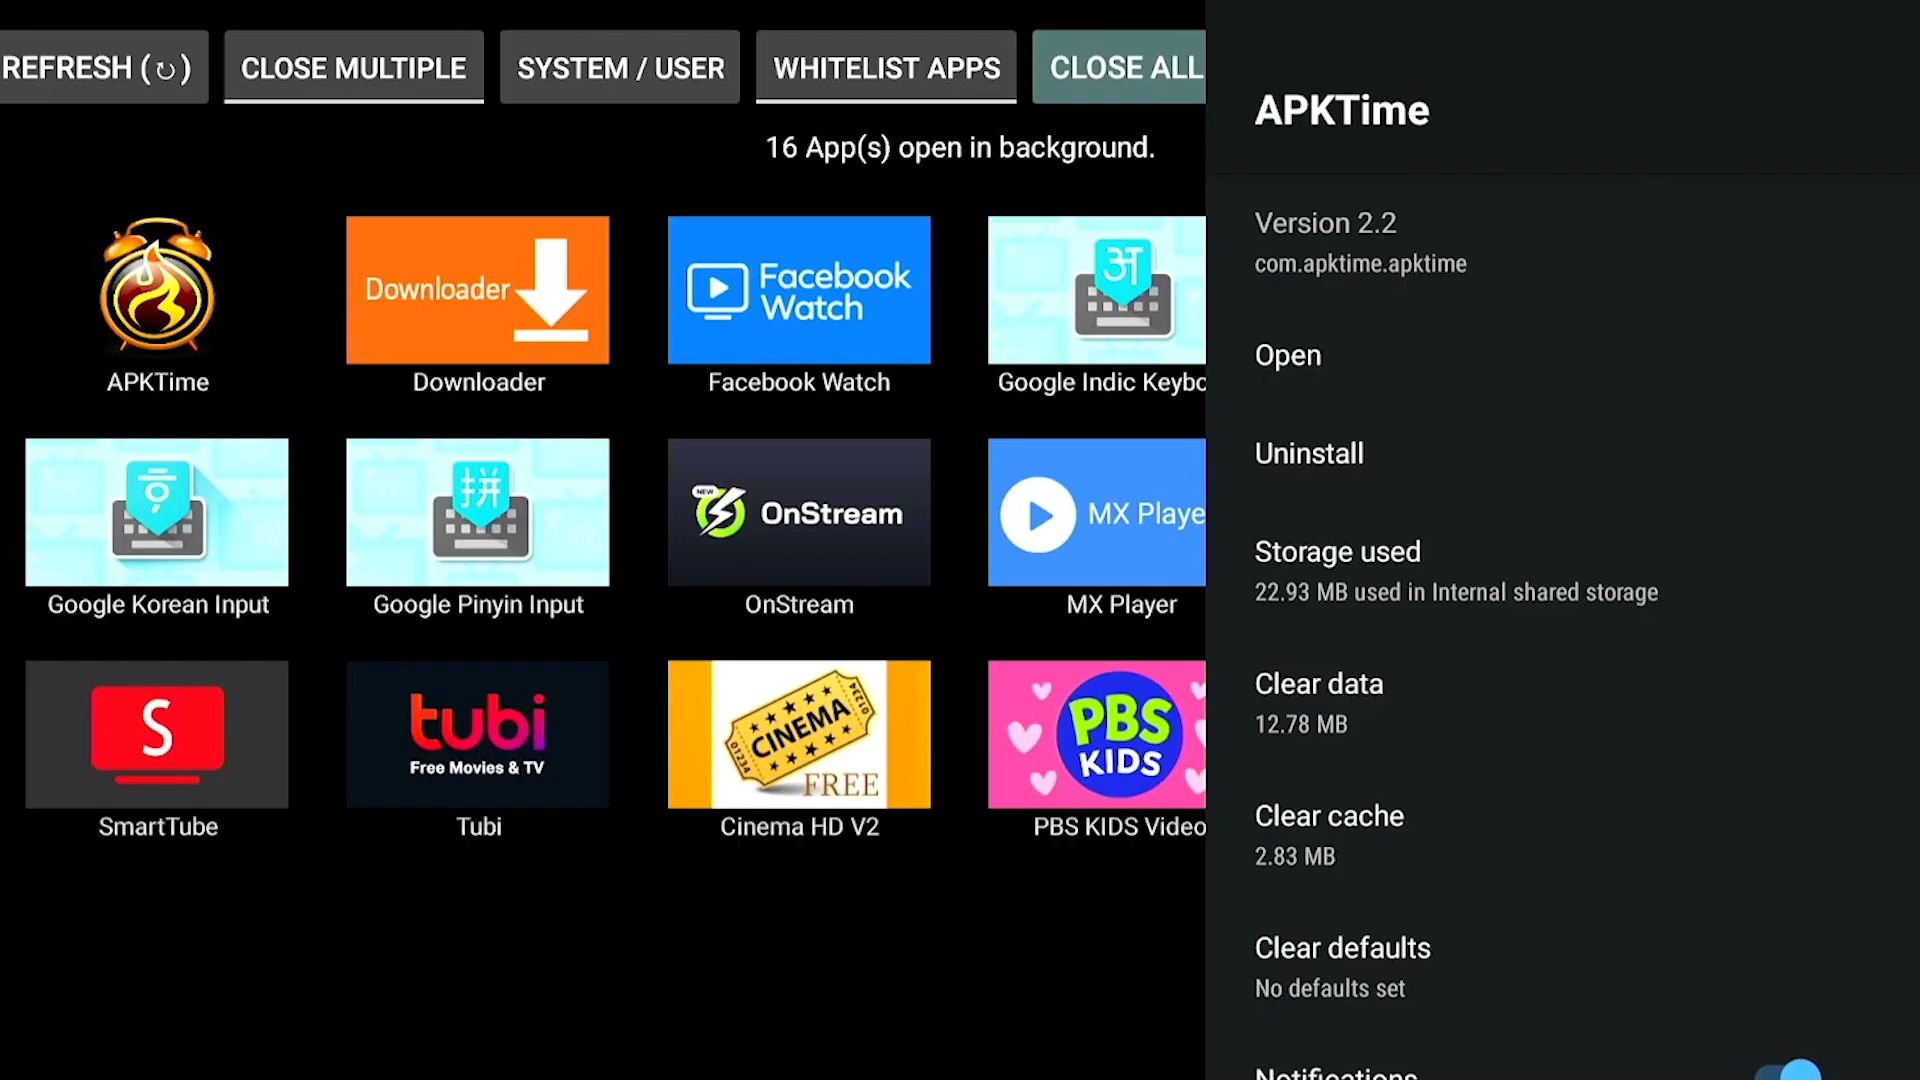 REFRESH (↻)
CLOSE MULTIPLE
SYSTEM / USER
WHITELIST APPS
CLOSE ALL
16 App(s) open in background.
Downloader
Facebook
Watch
अ
APKTime
Downloader
Facebook Watch
Google Indic Keybo
ㅎ
拼
NEW
OnStream
MX Playe
Google Korean Input
Google Pinyin Input
OnStream
MX Player
S
tubi
Free Movies & TV
CINEMA
01234
01234
FREE
PBS
KIDS
SmartTube
Tubi
Cinema HD V2
PBS KIDS Video
APKTime
Version 2.2
com.apktime.apktime
Open
Uninstall
Storage used
22.93 MB used in Internal shared storage
Clear data
12.78 MB
Clear cache
2.83 MB
Clear defaults
No defaults set
Notifications